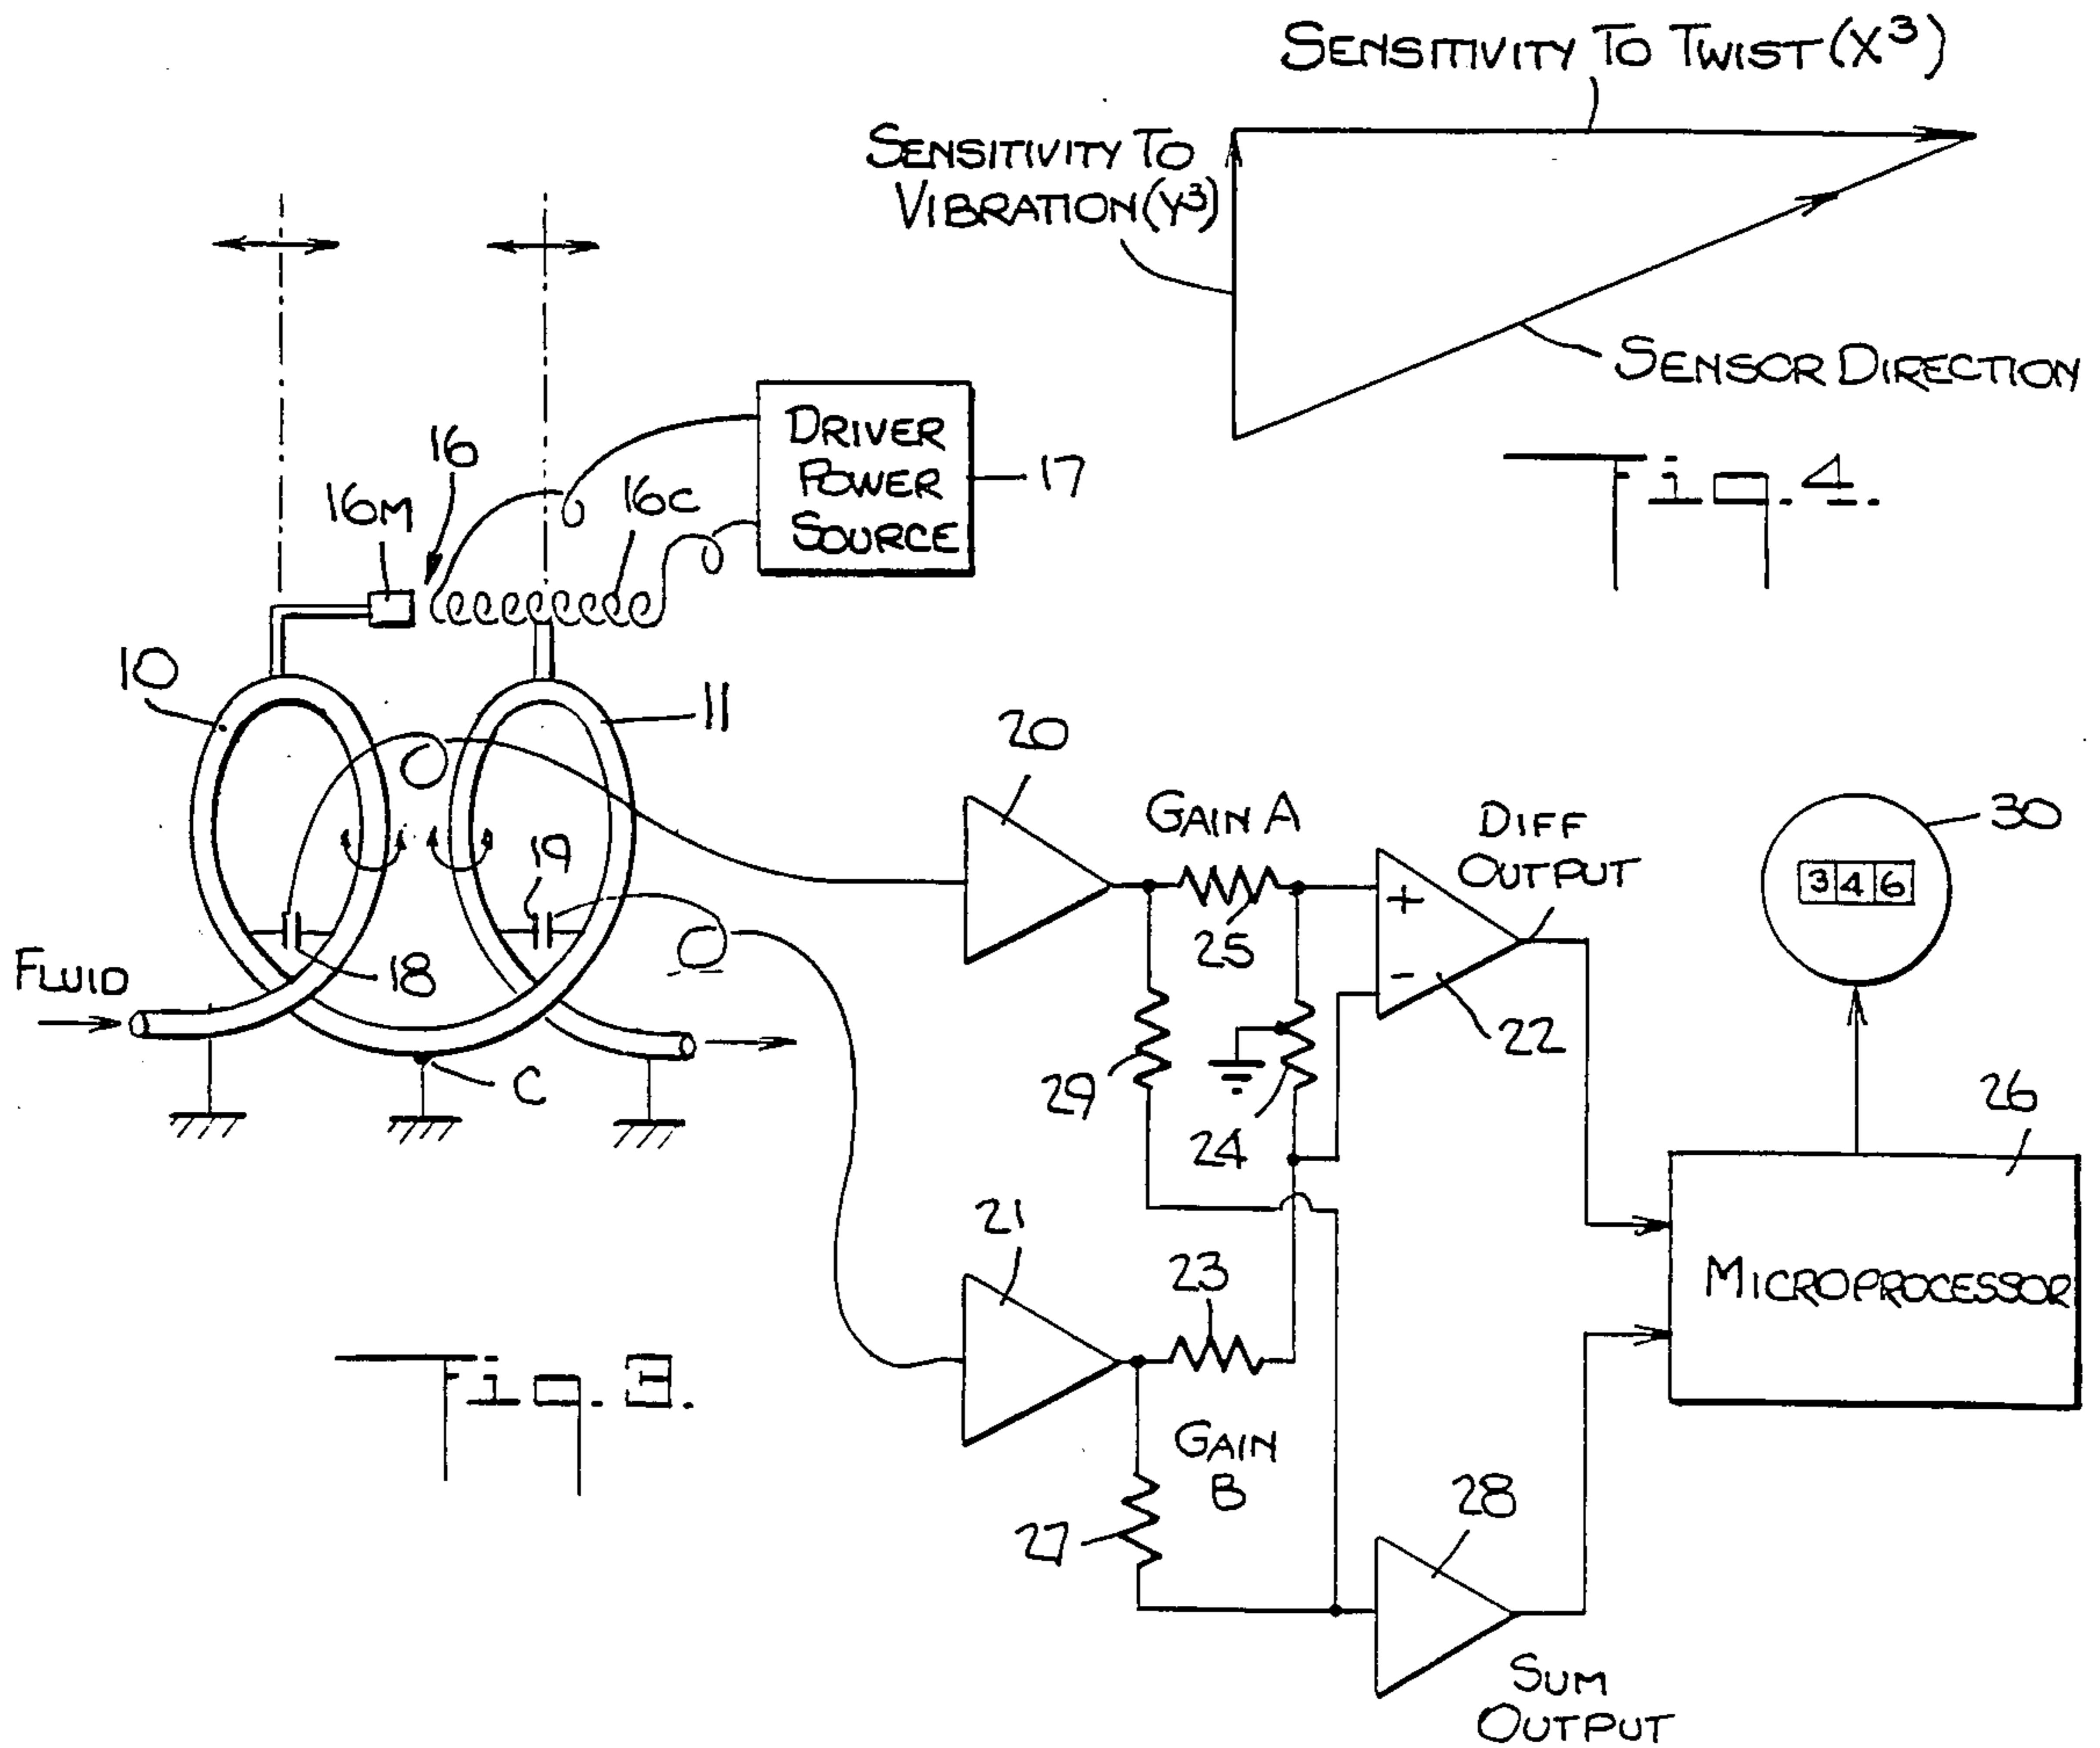 SENSITIVITY TO TWIST (X³)
SENSITIVITY TO
VIBRATION (Y³)
SENSOR DIRECTION
Fig. 4.
DRIVER
POWER
SOURCE
17
16
16M
16C
10
11
20
GAIN A
DIFF
OUTPUT
30
346
19
25
+
-
FLUID
18
22
29
24
C
26
21
23
MICROPROCESSOR
Fig. 3.
GAIN
B
28
27
SUM
OUTPUT